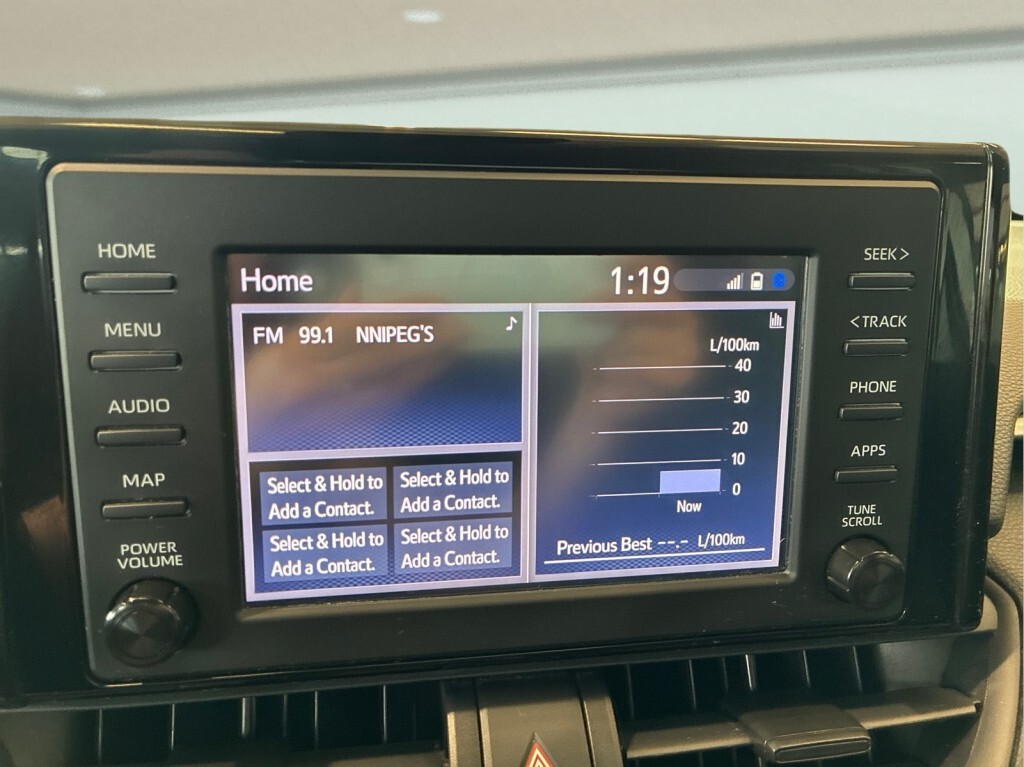 HOME
MENU
AUDIO
MAP
POWER
VOLUME
Home
1:19
FM 99.1 NNIPEG'S
Select & Hold to
Add a Contact.
Select & Hold to
Add a Contact.
Select & Hold to
Add a Contact.
Select & Hold to
Add a Contact.
L/100km
40
30
20
10
0
Now
Previous Best --.- L/100km
SEEK >
< TRACK
PHONE
APPS
TUNE
SCROLL